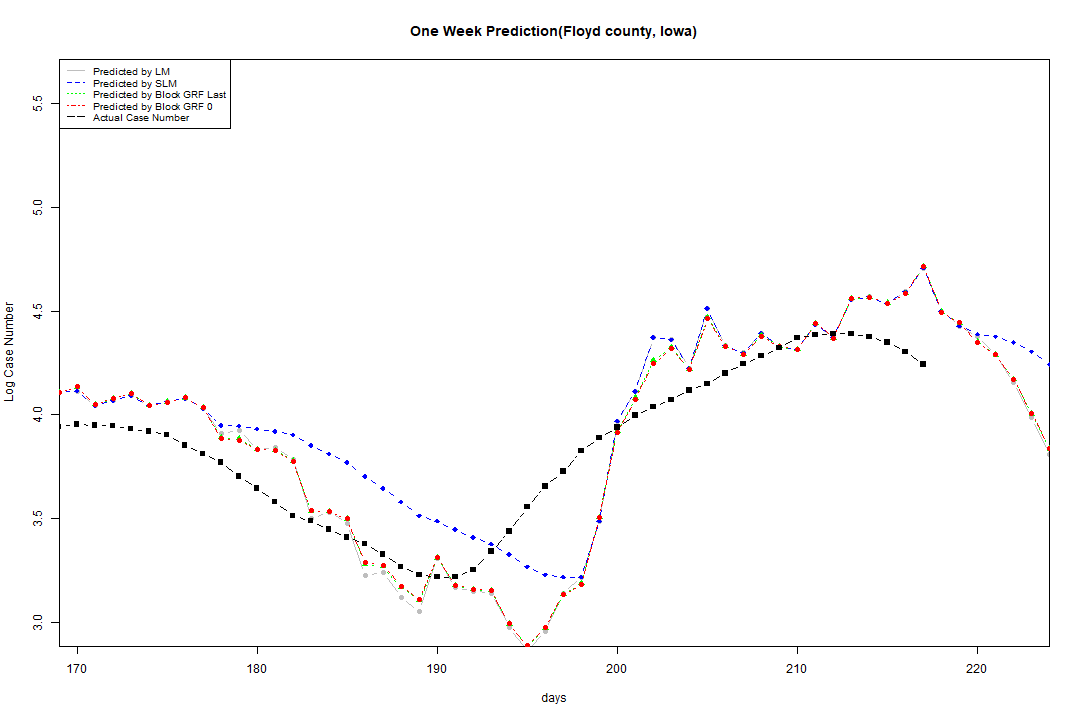 One Week Prediction(Floyd county, Iowa)
Predicted by LM
Predicted by SLM
Predicted by Block GRF Last
Predicted by Block GRF 0
Actual Case Number
Log Case Number
5.5
5.0
4.5
4.0
3.5
3.0
170 180 190 200 210 220
days